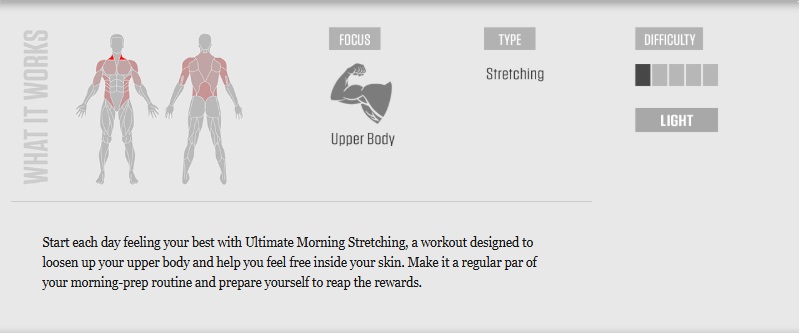 WHAT IT WORKS
FOCUS
Upper Body
TYPE
Stretching
DIFFICULTY
LIGHT
Start each day feeling your best with Ultimate Morning Stretching, a workout designed to
loosen up your upper body and help you feel free inside your skin. Make it a regular par of
your morning-prep routine and prepare yourself to reap the rewards.